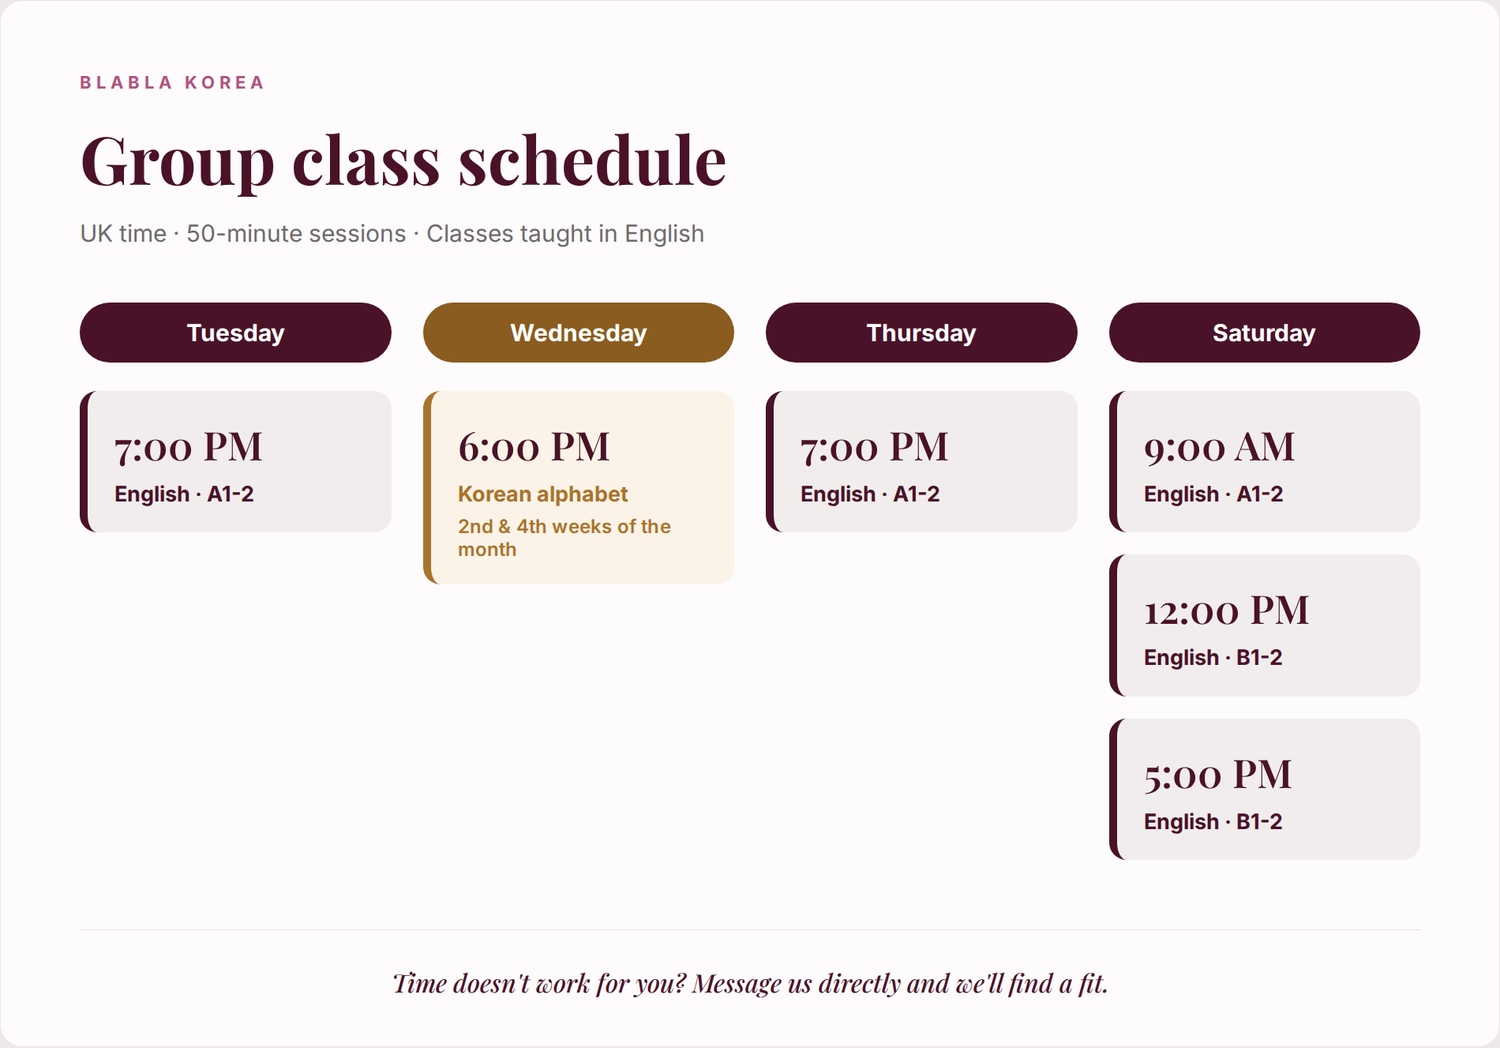 BLABLA KOREA
Group class schedule
UK time · 50-minute sessions · Classes taught in English
Tuesday
7:00 PM
English · A1-2
Wednesday
6:00 PM
Korean alphabet
2nd & 4th weeks of the
month
Thursday
7:00 PM
English · A1-2
Saturday
9:00 AM
English · A1-2
12:00 PM
English · B1-2
5:00 PM
English · B1-2
Time doesn't work for you? Message us directly and we'll find a fit.